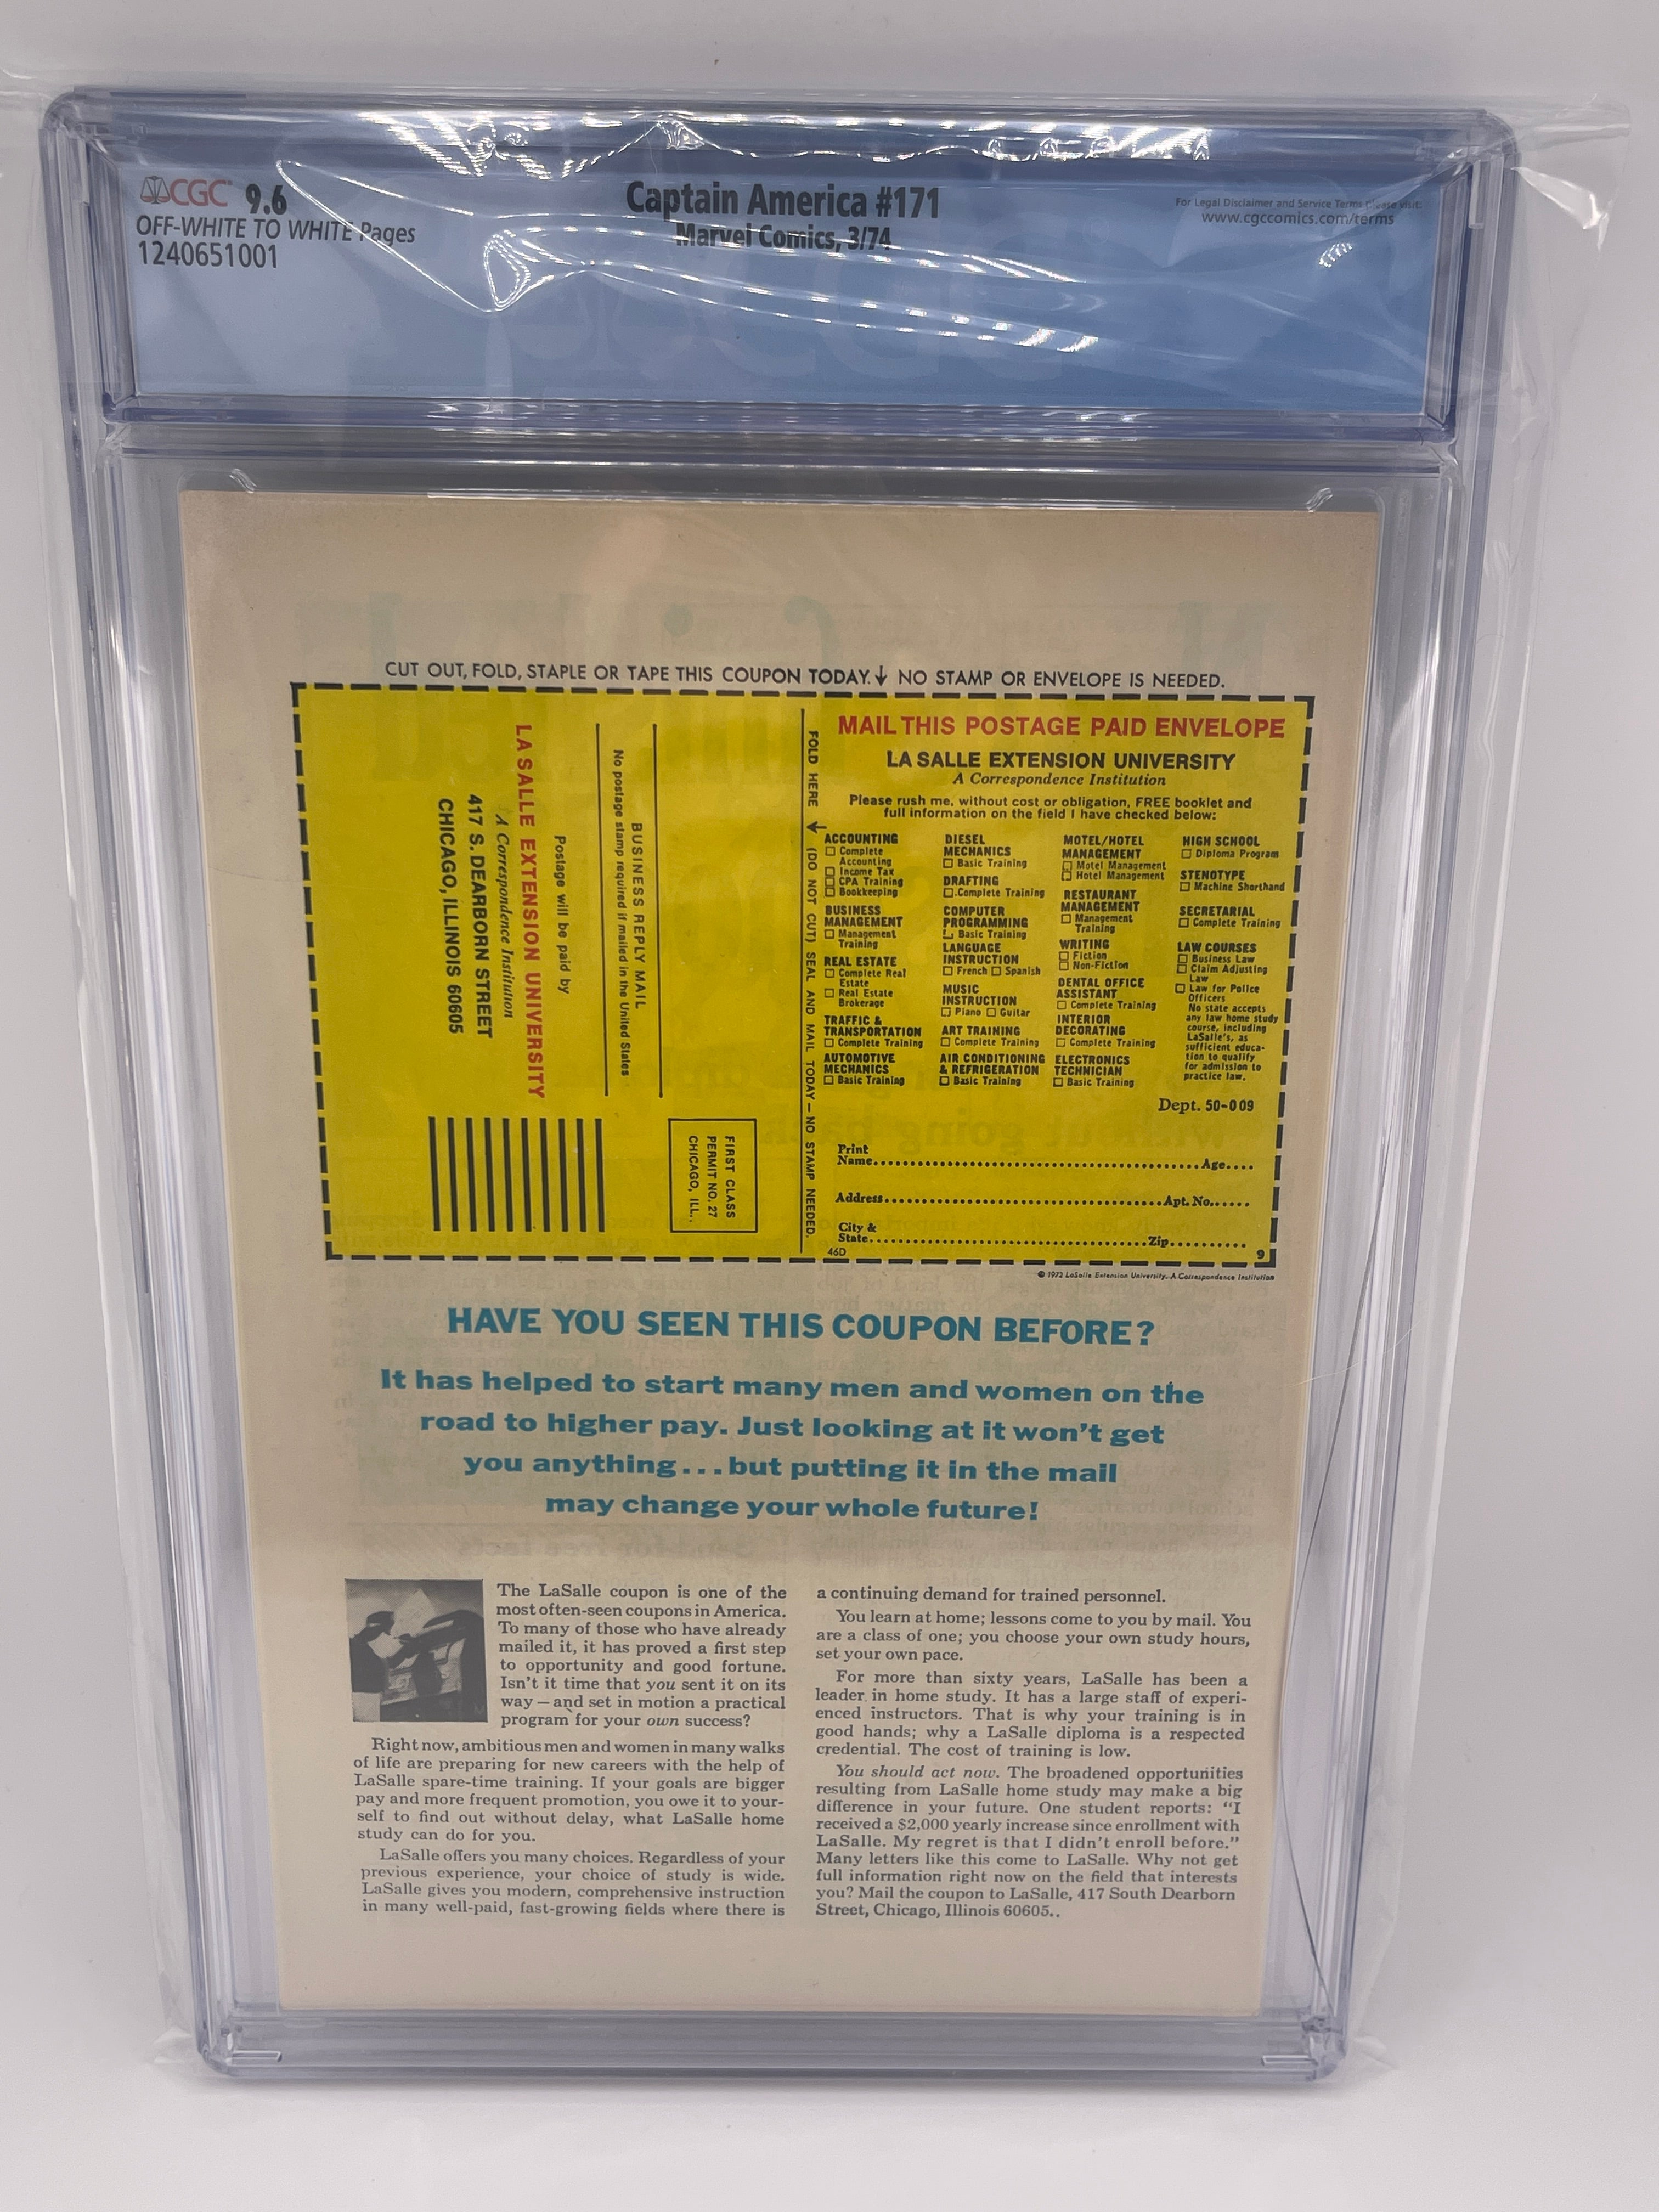 CGC 9.6
OFF-WHITE TO WHITE Pages
1240651001
Captain America #171
Marvel Comics, 3/74
For Legal Disclaimer and Service Terms please visit:
www.cgccomics.com/terms
CUT OUT, FOLD, STAPLE OR TAPE THIS COUPON TODAY. NO STAMP OR ENVELOPE IS NEEDED.
FIRST CLASS
PERMIT NO. 27
CHICAGO, ILL..
BUSINESS REPLY MAIL
No postage stamp required if mailed in the United States
Postage will be paid by
LA SALLE EXTENSION UNIVERSITY
A Correspondence Institution
417 S. DEARBORN STREET
CHICAGO, ILLINOIS 60605
FOLD HERE (DO NOT CUT) SEAL AND MAIL TODAY — NO STAMP NEEDED.
MAIL THIS POSTAGE PAID ENVELOPE
LA SALLE EXTENSION UNIVERSITY
A Correspondence Institution
Please rush me, without cost or obligation, FREE booklet and
full information on the field I have checked below:
ACCOUNTING
Complete
Accounting
Income Tax
CPA Training
Bookkeeping
BUSINESS
MANAGEMENT
Management
Training
REAL ESTATE
Complete Real
Estate
Real Estate
Brokerage
TRAFFIC &
TRANSPORTATION
Complete Training
AUTOMOTIVE
MECHANICS
Basic Training
DIESEL
MECHANICS
Basic Training
DRAFTING
Complete Training
COMPUTER
PROGRAMMING
Basic Training
LANGUAGE
INSTRUCTION
French Spanish
MUSIC
INSTRUCTION
Piano Guitar
ART TRAINING
Complete Training
AIR CONDITIONING
& REFRIGERATION
Basic Training
MOTEL/HOTEL
MANAGEMENT
Motel Management
Hotel Management
RESTAURANT
MANAGEMENT
Management
Training
WRITING
Fiction
Non-Fiction
DENTAL OFFICE
ASSISTANT
Complete Training
INTERIOR
DECORATING
Complete Training
ELECTRONICS
TECHNICIAN
Basic Training
HIGH SCHOOL
Diploma Program
STENOTYPE
Machine Shorthand
SECRETARIAL
Complete Training
LAW COURSES
Business Law
Claim Adjusting
Law
Law for Police
Officers
No state accepts
any law home study
course, including
LaSalle's, as
sufficient educa-
tion to qualify
for admission to
practice law.
Dept. 50-009
Print
Name Age
Address Apt. No.
City &
State Zip
46D
9
© 1972 LaSalle Extension University, A Correspondence Institution
HAVE YOU SEEN THIS COUPON BEFORE?
It has helped to start many men and women on the
road to higher pay. Just looking at it won't get
you anything...but putting it in the mail
may change your whole future!
The LaSalle coupon is one of the
most often-seen coupons in America.
To many of those who have already
mailed it, it has proved a first step
to opportunity and good fortune.
Isn't it time that you sent it on its
way — and set in motion a practical
program for your own success?
Right now, ambitious men and women in many walks
of life are preparing for new careers with the help of
LaSalle spare-time training. If your goals are bigger
pay and more frequent promotion, you owe it to your-
self to find out without delay, what LaSalle home
study can do for you.
LaSalle offers you many choices. Regardless of your
previous experience, your choice of study is wide.
LaSalle gives you modern, comprehensive instruction
in many well-paid, fast-growing fields where there is
a continuing demand for trained personnel.
You learn at home; lessons come to you by mail. You
are a class of one; you choose your own study hours,
set your own pace.
For more than sixty years, LaSalle has been a
leader in home study. It has a large staff of experi-
enced instructors. That is why your training is in
good hands; why a LaSalle diploma is a respected
credential. The cost of training is low.
You should act now. The broadened opportunities
resulting from LaSalle home study may make a big
difference in your future. One student reports: "I
received a $2,000 yearly increase since enrollment with
LaSalle. My regret is that I didn't enroll before."
Many letters like this come to LaSalle. Why not get
full information right now on the field that interests
you? Mail the coupon to LaSalle, 417 South Dearborn
Street, Chicago, Illinois 60605..